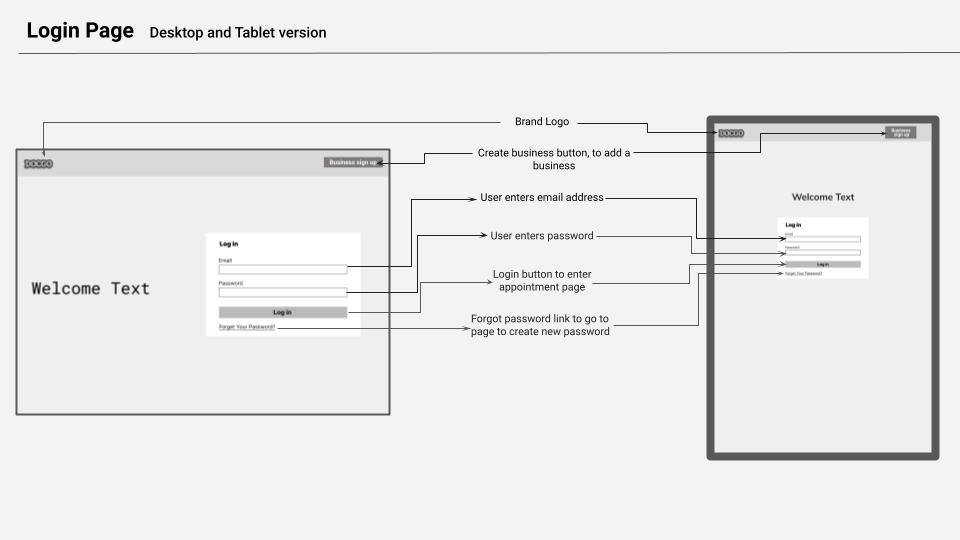 Login Page Desktop and Tablet version
Brand Logo
Create business button, to add a
business
User enters email address
User enters password
Login button to enter
appointment page
Forgot password link to go to
page to create new password
DOCGO
Business sign up
Welcome Text
Log in
Email
Password
Log in
Forget Your Password?
DOCGO
Business
sign up
Welcome Text
Log in
Email
Password
Log in
Forget Your Password?